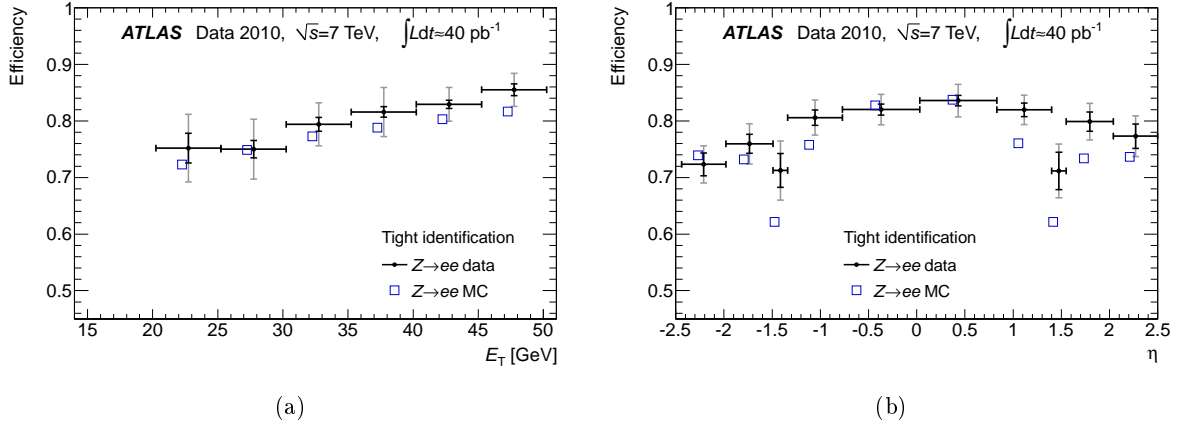 ATLAS Data 2010, √s=7 TeV, ∫Ldt≈40 pb⁻¹
Efficiency
1
0.9
0.8
0.7
0.6
0.5
Tight identification
Z→ee data
Z→ee MC
15 20 25 30 35 40 45 50
E_T [GeV]
(a)
ATLAS Data 2010, √s=7 TeV, ∫Ldt≈40 pb⁻¹
Efficiency
1
0.9
0.8
0.7
0.6
0.5
Tight identification
Z→ee data
Z→ee MC
-2.5 -2 -1.5 -1 -0.5 0 0.5 1 1.5 2 2.5
η
(b)